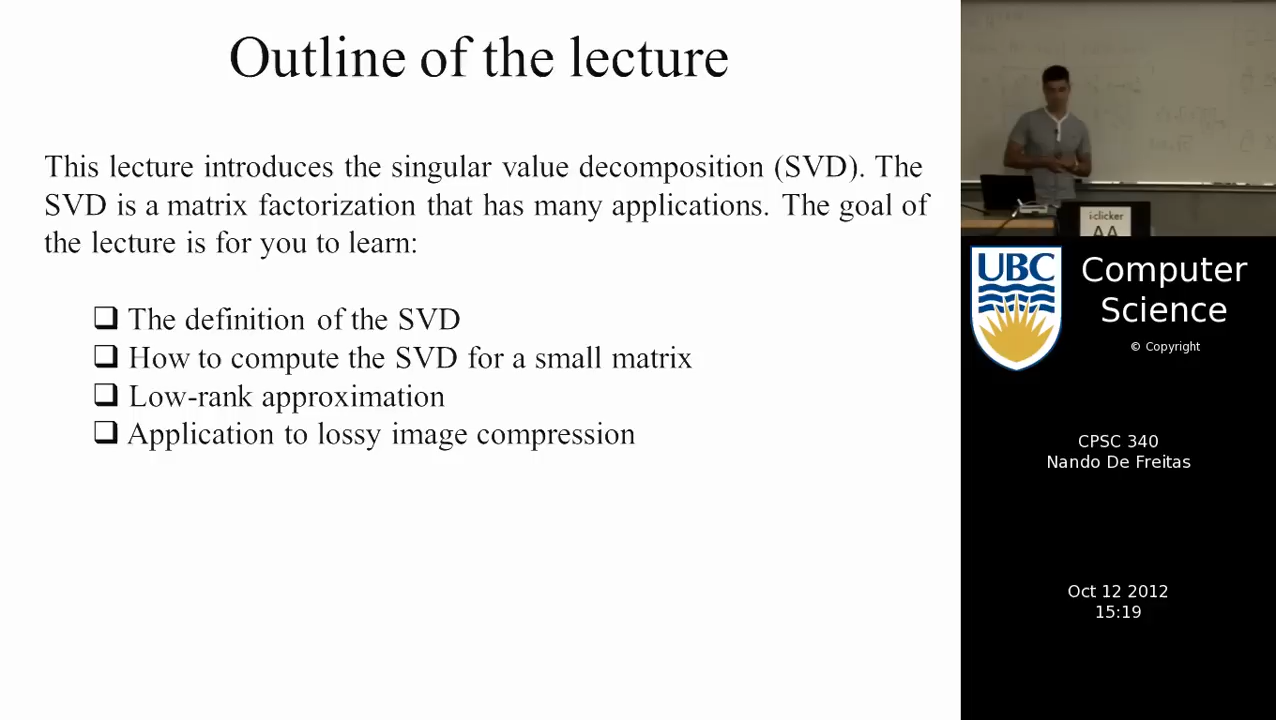 Outline of the lecture
This lecture introduces the singular value decomposition (SVD). The
SVD is a matrix factorization that has many applications. The goal of
the lecture is for you to learn:
❑ The definition of the SVD
❑ How to compute the SVD for a small matrix
❑ Low-rank approximation
❑ Application to lossy image compression
i-clicker
AA
UBC
Computer
Science
© Copyright
CPSC 340
Nando De Freitas
Oct 12 2012
15:19